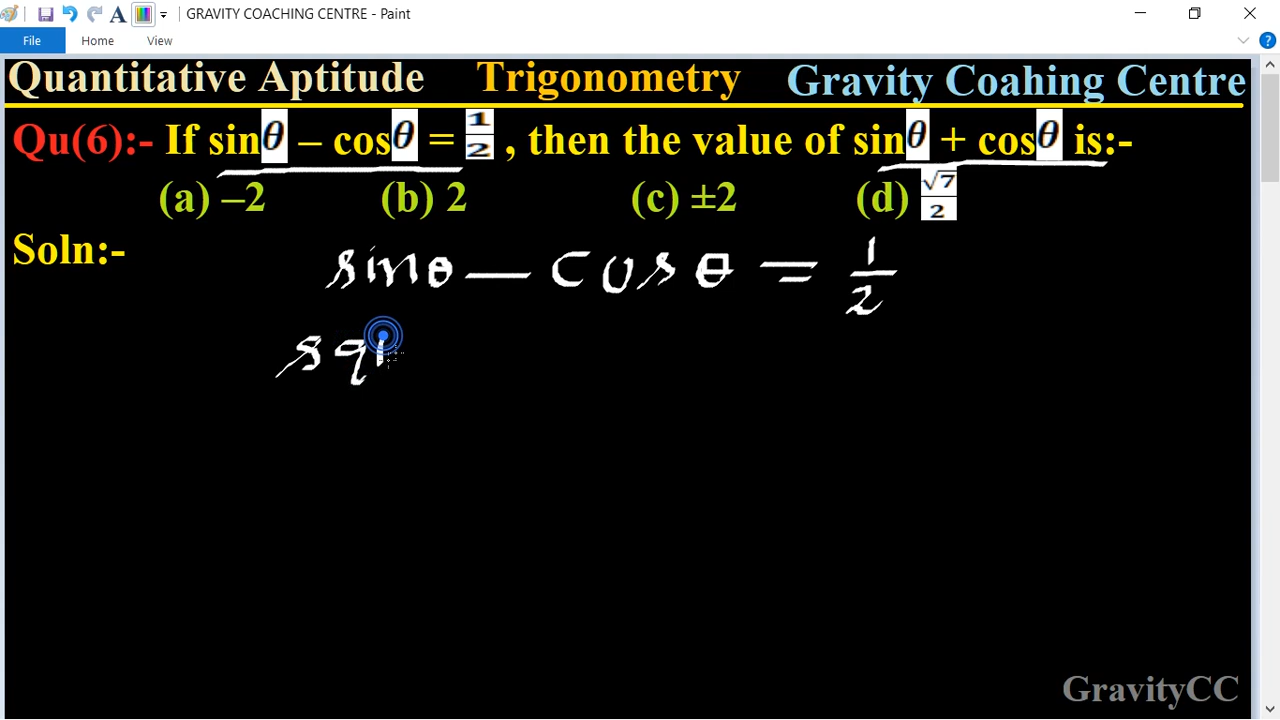 GRAVITY COACHING CENTRE - Paint
File Home View
Quantitative Aptitude Trigonometry Gravity Coahing Centre
Qu(6):- If sinθ – cosθ = 1/2 , then the value of sinθ + cosθ is:-
(a) –2 (b) 2 (c) ±2 (d) √7/2
Soln:- sinθ — cosθ = 1/2
squ
GravityCC